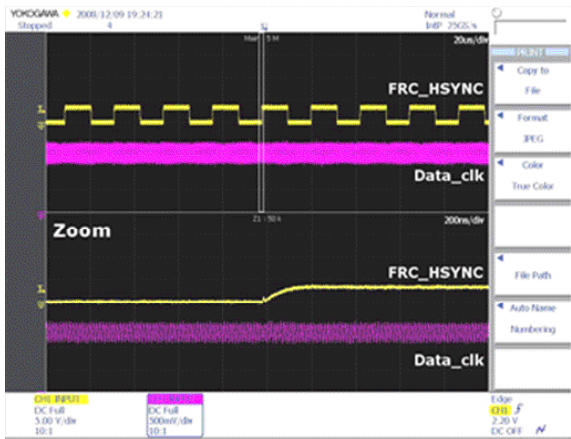 YOKOGAWA 2008/12/09 19:24:21
Normal
Stopped 4
20us/div
PRINT
Copy to
File
FRC_HSYNC
Format
JPEG
Color
True Color
Data_clk
200ns/div
Zoom
FRC_HSYNC
File Path
Auto Name
Numbering
Data_clk
CH1 INPUT
DC Full
5.00 V/div
10:1
DC Full
500mV/div
10:1
Edge
CH1
2.20 V
DC OFF